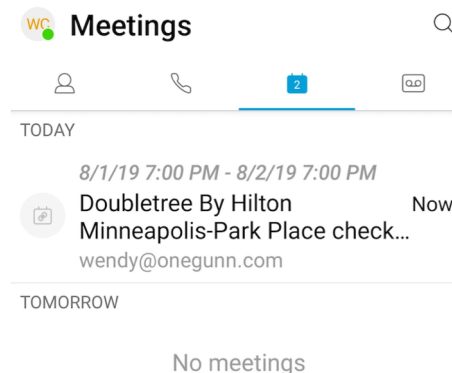 WC Meetings
2
TODAY
8/1/19 7:00 PM - 8/2/19 7:00 PM
Doubletree By Hilton Now
Minneapolis-Park Place check...
wendy@onegunn.com
TOMORROW
No meetings